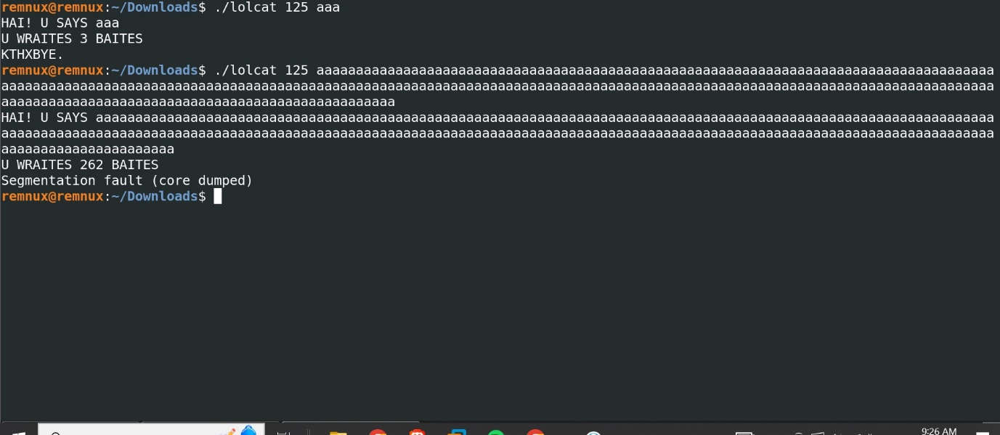 remnux@remnux:~/Downloads$ ./lolcat 125 aaa
HAI! U SAYS aaa
U WRAITES 3 BAITES
KTHXBYE.
remnux@remnux:~/Downloads$ ./lolcat 125 aaaaaaaaaaaaaaaaaaaaaaaaaaaaaaaaaaaaaaaaaaaaaaaaaaaaaaaaaaaaaaaaaaaaaaaaaaaaaaaaaaaaaa
aaaaaaaaaaaaaaaaaaaaaaaaaaaaaaaaaaaaaaaaaaaaaaaaaaaaaaaaaaaaaaaaaaaaaaaaaaaaaaaaaaaaaaaaaaaaaaaaaaaaaaaaaaaaaaaaaaaaaaaaaaaaaa
aaaaaaaaaaaaaaaaaaaaaaaaaaaaaaaaaaaaaaaaaaaaaaaaaa
HAI! U SAYS aaaaaaaaaaaaaaaaaaaaaaaaaaaaaaaaaaaaaaaaaaaaaaaaaaaaaaaaaaaaaaaaaaaaaaaaaaaaaaaaaaaaaaaaaaaaaaaaaaaaaaaaaaaaaaaaaa
aaaaaaaaaaaaaaaaaaaaaaaaaaaaaaaaaaaaaaaaaaaaaaaaaaaaaaaaaaaaaaaaaaaaaaaaaaaaaaaaaaaaaaaaaaaaaaaaaaaaaaaaaaaaaaaaaaaaaaaaaaaaaa
aaaaaaaaaaaaaaaaaaaaaa
U WRAITES 262 BAITES
Segmentation fault (core dumped)
remnux@remnux:~/Downloads$
9:26 AM